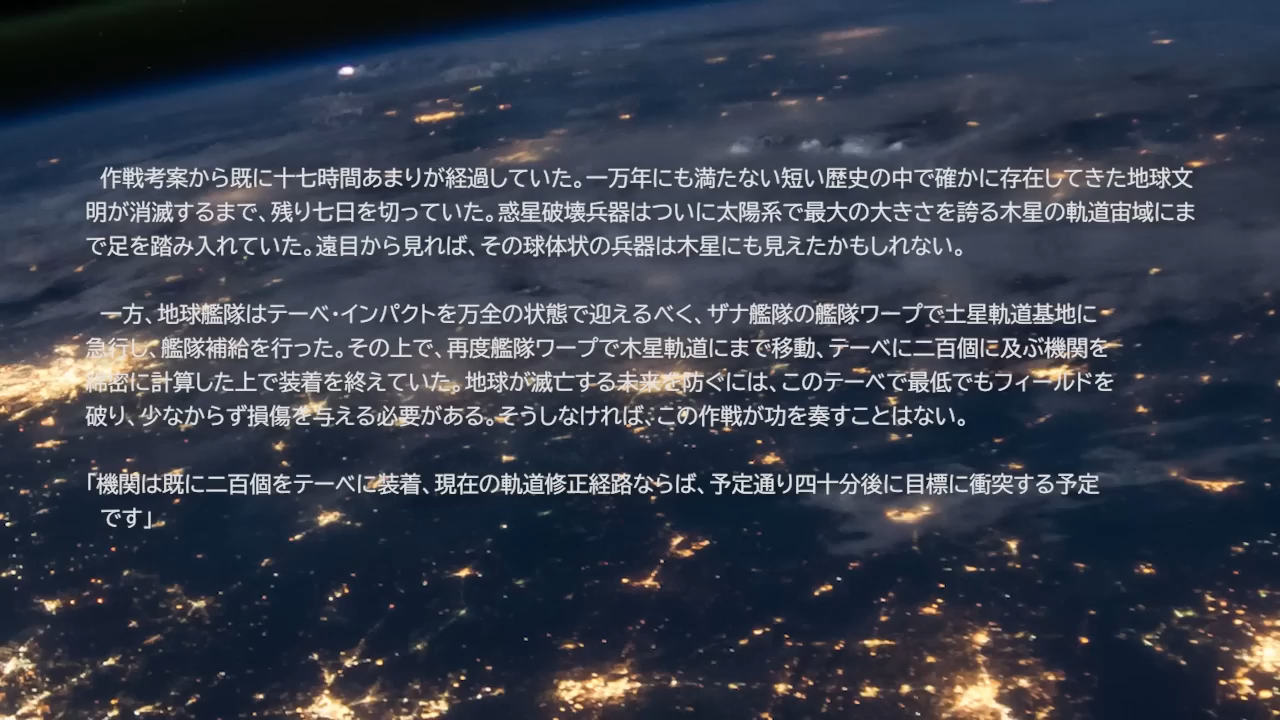 作戦考案から既に十七時間あまりが経過していた。一万年にも満たない短い歴史の中で確かに存在してきた地球文
明が消滅するまで、残り七日を切っていた。惑星破壊兵器はついに太陽系で最大の大きさを誇る木星の軌道宙域にま
で足を踏み入れていた。遠目から見れば、その球体状の兵器は木星にも見えたかもしれない。
一方、地球艦隊はテーベ・インパクトを万全の状態で迎えるべく、ザナ艦隊の艦隊ワープで土星軌道基地に
急行し、艦隊補給を行った。その上で、再度艦隊ワープで木星軌道にまで移動、テーベに二百個に及ぶ機関を
綿密に計算した上で装着を終えていた。地球が滅亡する未来を防ぐには、このテーベで最低でもフィールドを
破り、少なからず損傷を与える必要がある。そうしなければ、この作戦が功を奏すことはない。
「機関は既に二百個をテーベに装着、現在の軌道修正経路ならば、予定通り四十分後に目標に衝突する予定
です」